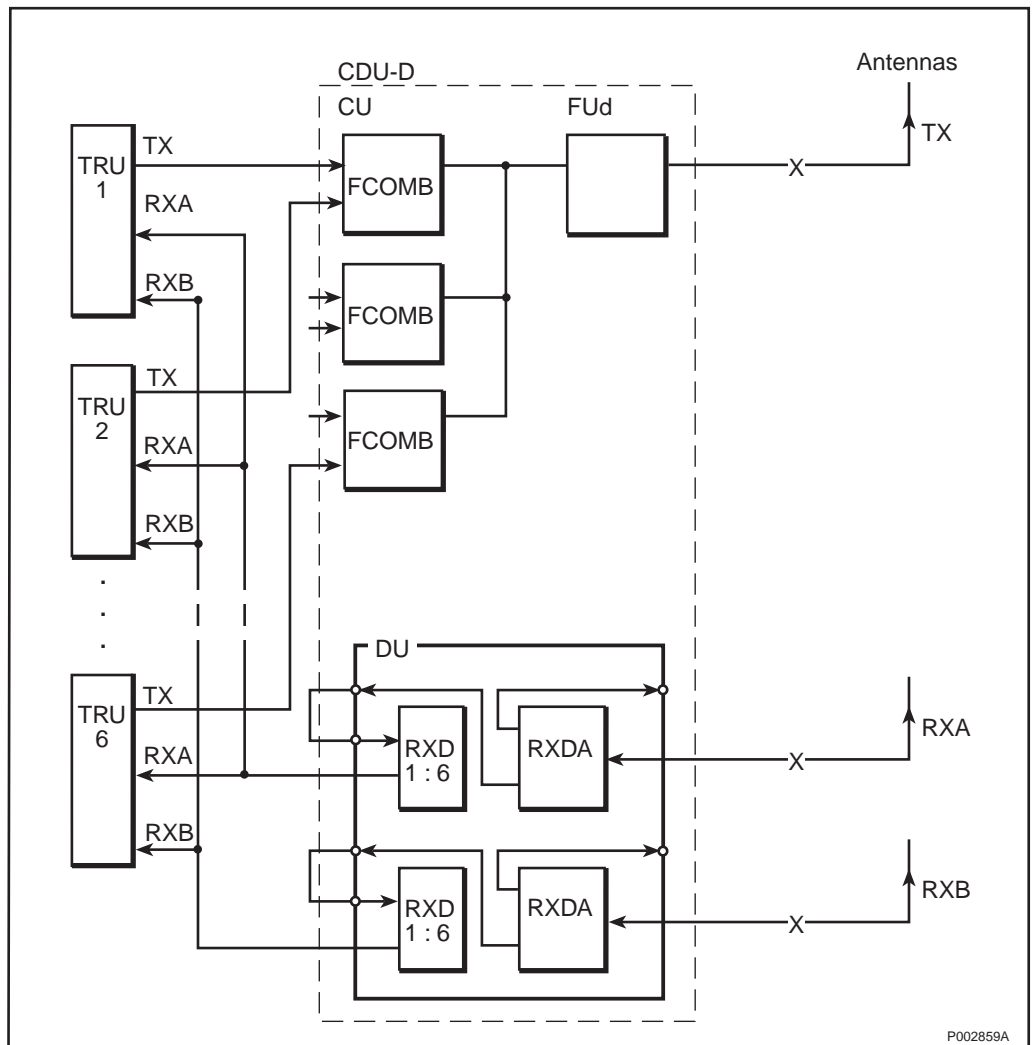 Antennas
CDU-D
CU
FUd
TX
TRU
1
TX
RXA
RXB
FCOMB
FCOMB
FCOMB
X
TRU
2
TX
RXA
RXB
.
.
.
DU
TRU
6
TX
RXA
RXB
RXD
1 : 6
RXDA
X
RXA
RXD
1 : 6
RXDA
X
RXB
P002859A